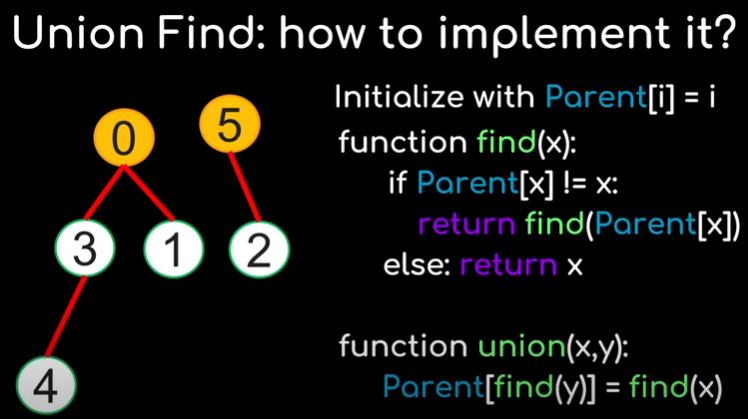 Union Find: how to implement it?
0
5
3
1
2
4
Initialize with Parent[i] = i
function find(x):
if Parent[x] != x:
return find(Parent[x])
else: return x
function union(x,y):
Parent[find(y)] = find(x)